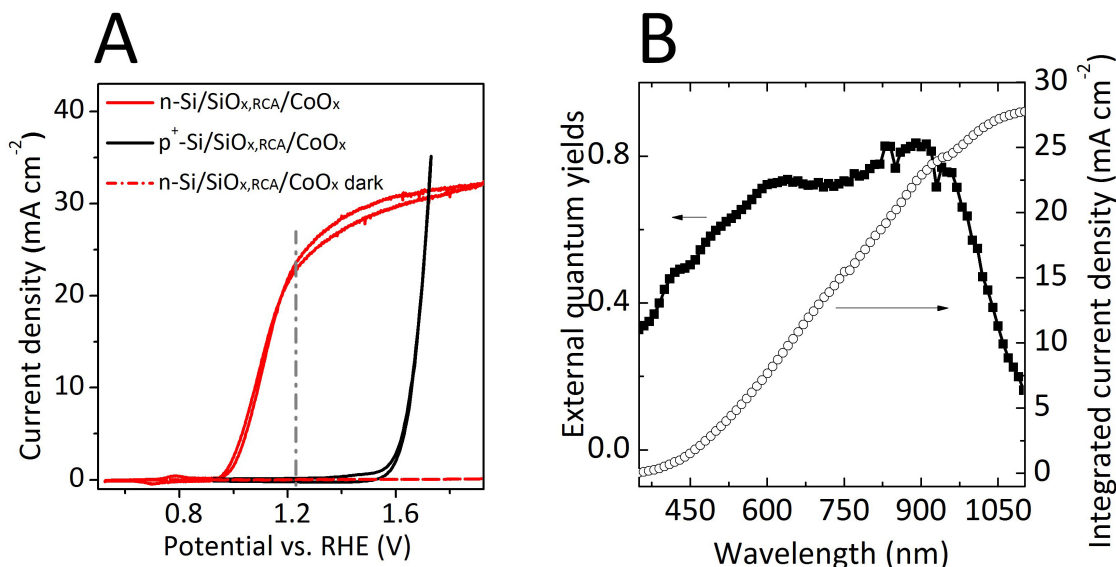 A
Current density (mA cm⁻²)
40
30
20
10
0
n-Si/SiOₓ,RCA/CoOₓ
p⁺-Si/SiOₓ,RCA/CoOₓ
n-Si/SiOₓ,RCA/CoOₓ dark
0.8 1.2 1.6
Potential vs. RHE (V)
B
External quantum yields
0.8
0.4
0.0
30
25
20
15
10
5
0
Integrated current density (mA cm⁻²)
450 600 750 900 1050
Wavelength (nm)